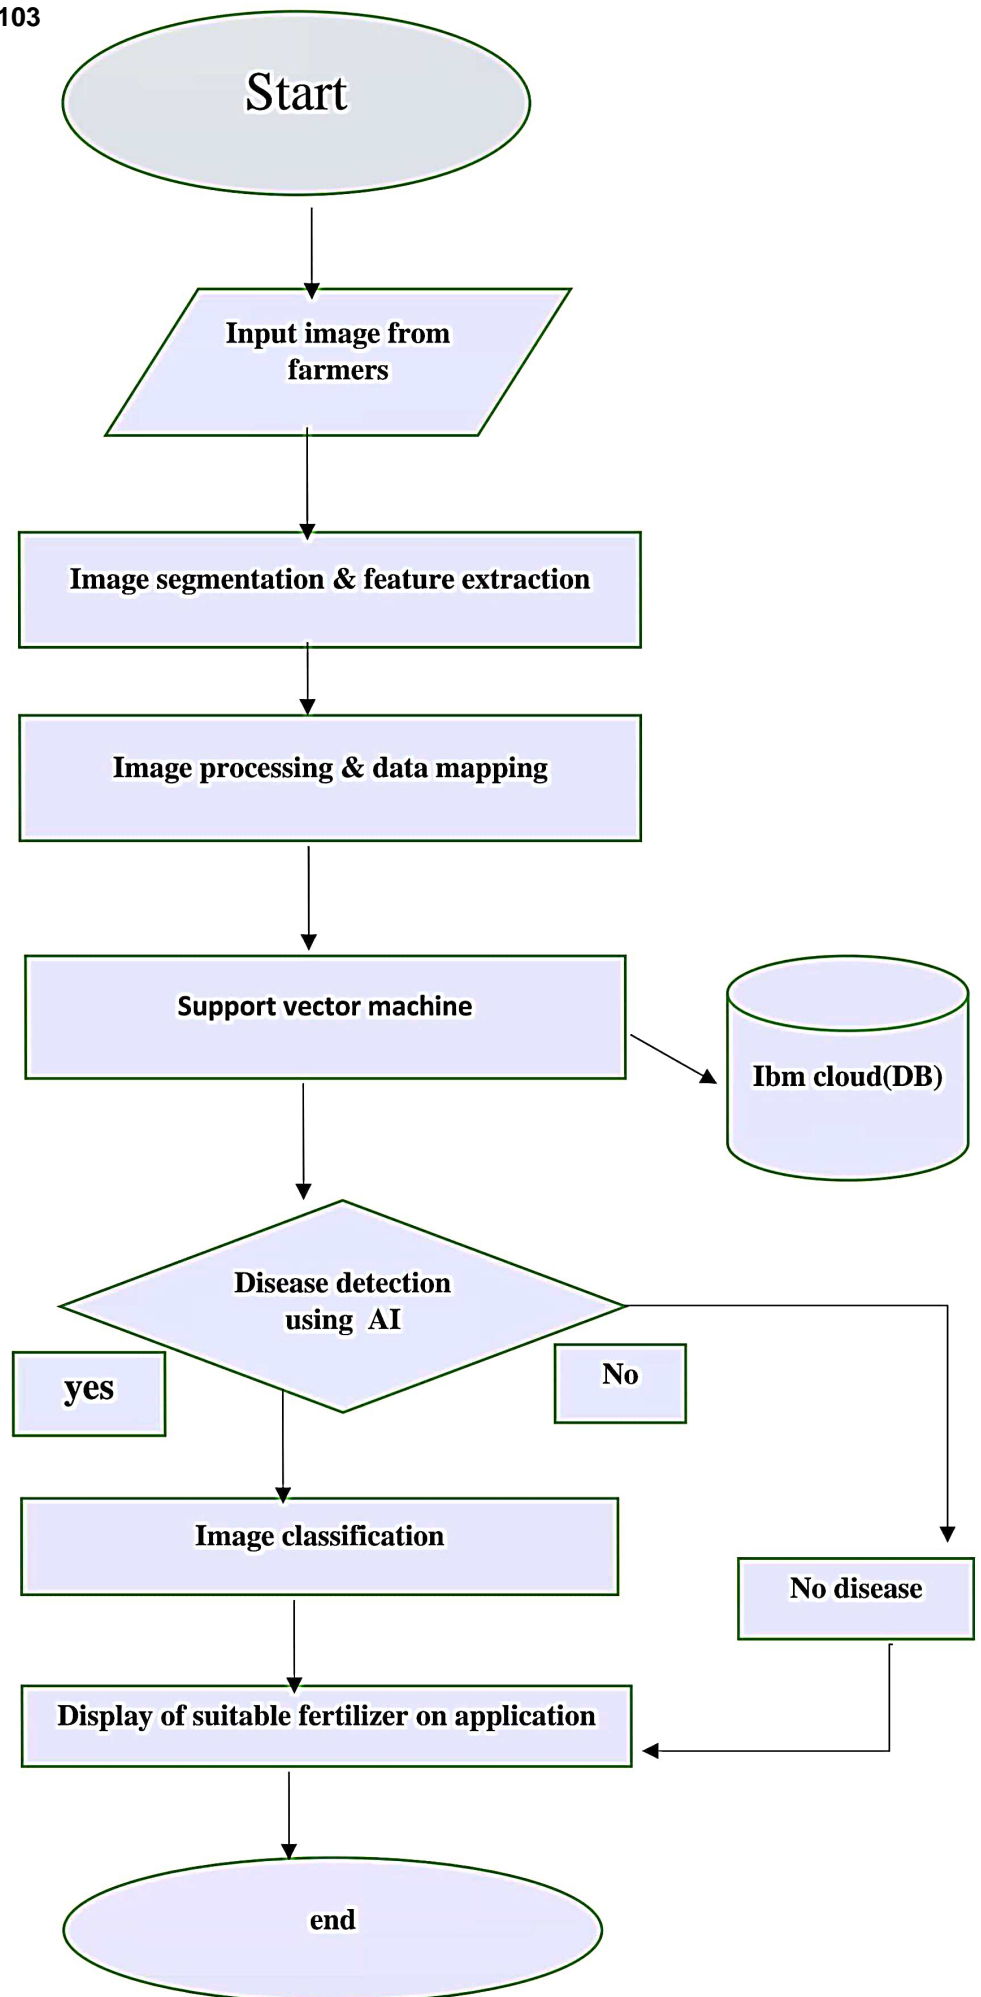 103
Start
Input image from
farmers
Image segmentation & feature extraction
Image processing & data mapping
Support vector machine
Ibm cloud(DB)
Disease detection
using AI
yes
No
Image classification
No disease
Display of suitable fertilizer on application
end